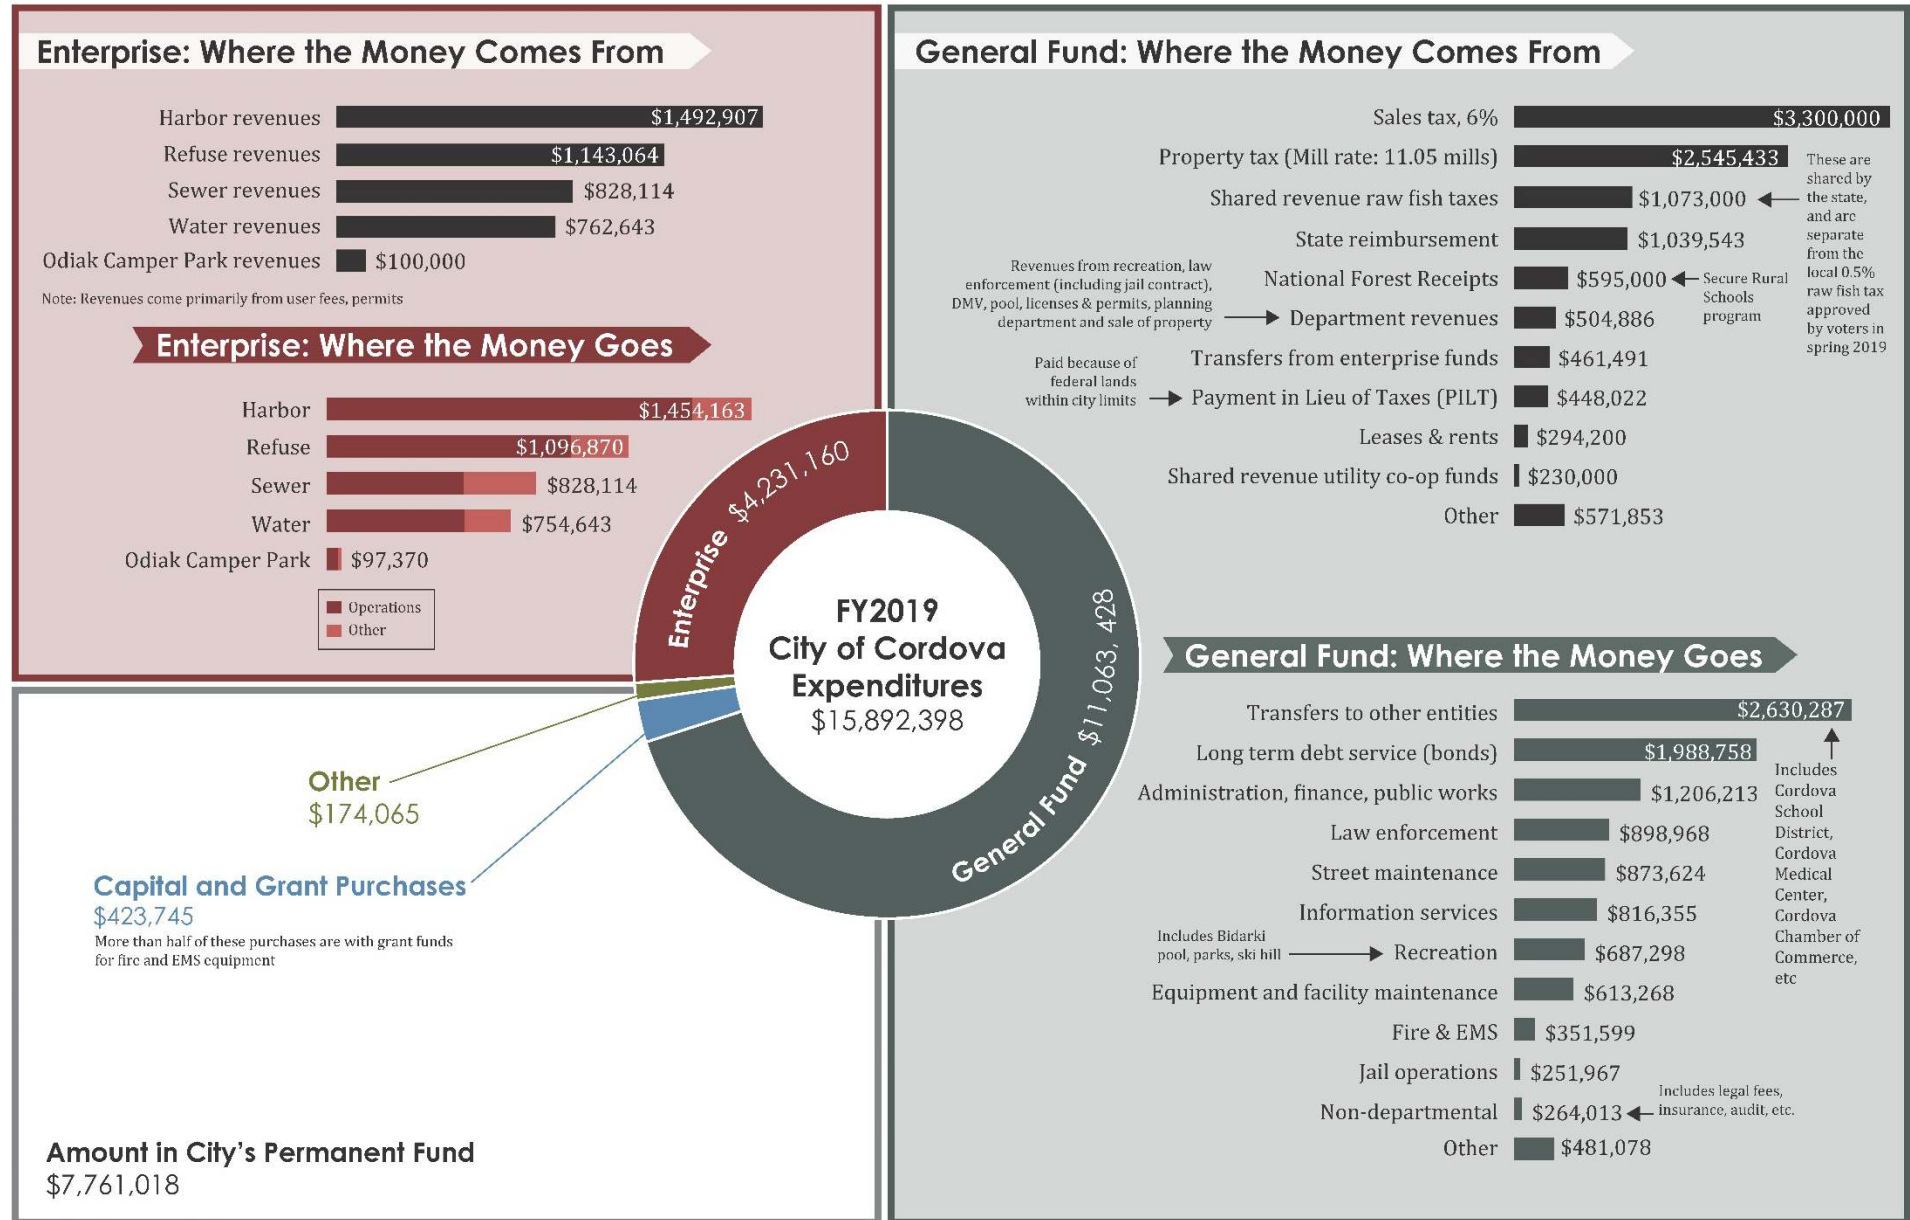 Enterprise: Where the Money Comes From
Harbor revenues $1,492,907
Refuse revenues $1,143,064
Sewer revenues $828,114
Water revenues $762,643
Odiak Camper Park revenues $100,000
Note: Revenues come primarily from user fees, permits
Enterprise: Where the Money Goes
Harbor $1,454,163
Refuse $1,096,870
Sewer $828,114
Water $754,643
Odiak Camper Park $97,370
Operations
Other
General Fund: Where the Money Comes From
Sales tax, 6% $3,300,000
Property tax (Mill rate: 11.05 mills) $2,545,433
Shared revenue raw fish taxes $1,073,000
These are
shared by
the state,
and are
separate
from the
local 0.5%
raw fish tax
approved
by voters in
spring 2019
State reimbursement $1,039,543
National Forest Receipts $595,000
Secure Rural
Schools
program
Revenues from recreation, law
enforcement (including jail contract),
DMV, pool, licenses & permits, planning
department and sale of property
Department revenues $504,886
Transfers from enterprise funds $461,491
Paid because of
federal lands
within city limits
Payment in Lieu of Taxes (PILT) $448,022
Leases & rents $294,200
Shared revenue utility co-op funds $230,000
Other $571,853
Enterprise $4,231,160
General Fund $11,063, 428
FY2019
City of Cordova
Expenditures
$15,892,398
Other
$174,065
Capital and Grant Purchases
$423,745
More than half of these purchases are with grant funds
for fire and EMS equipment
Amount in City's Permanent Fund
$7,761,018
General Fund: Where the Money Goes
Transfers to other entities $2,630,287
Includes
Cordova
School
District,
Cordova
Medical
Center,
Cordova
Chamber of
Commerce,
etc
Long term debt service (bonds) $1,988,758
Administration, finance, public works $1,206,213
Law enforcement $898,968
Street maintenance $873,624
Information services $816,355
Includes Bidarki
pool, parks, ski hill
Recreation $687,298
Equipment and facility maintenance $613,268
Fire & EMS $351,599
Jail operations $251,967
Non-departmental $264,013
Includes legal fees,
insurance, audit, etc.
Other $481,078